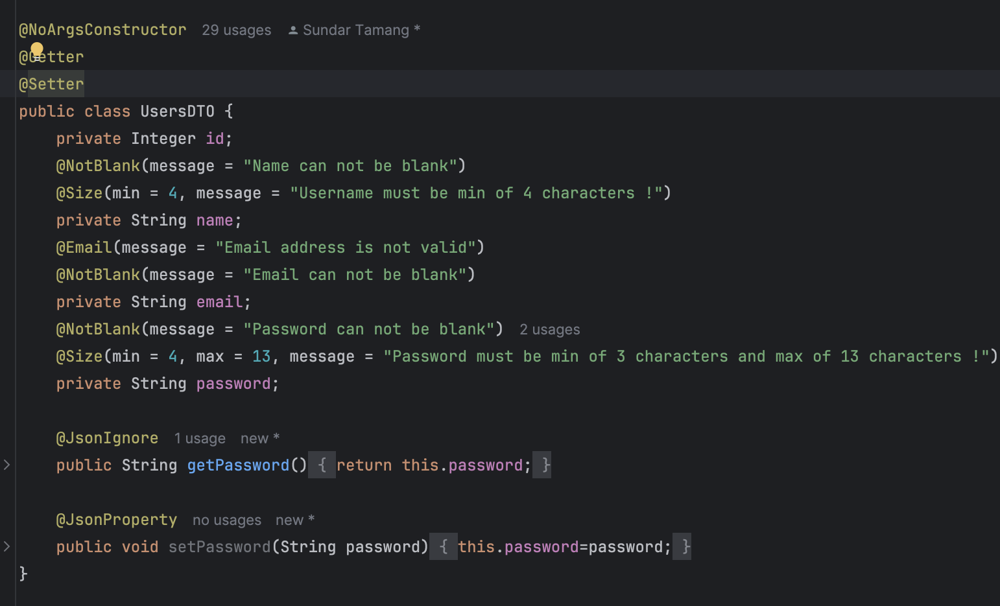 @NoArgsConstructor 29 usages Sundar Tamang *
@Getter
@Setter
public class UsersDTO {
    private Integer id;
    @NotBlank(message = "Name can not be blank")
    @Size(min = 4, message = "Username must be min of 4 characters !")
    private String name;
    @Email(message = "Email address is not valid")
    @NotBlank(message = "Email can not be blank")
    private String email;
    @NotBlank(message = "Password can not be blank") 2 usages
    @Size(min = 4, max = 13, message = "Password must be min of 3 characters and max of 13 characters !")
    private String password;
    @JsonIgnore 1 usage new *
    public String getPassword() { return this.password; }
    @JsonProperty no usages new *
    public void setPassword(String password) { this.password=password; }
}